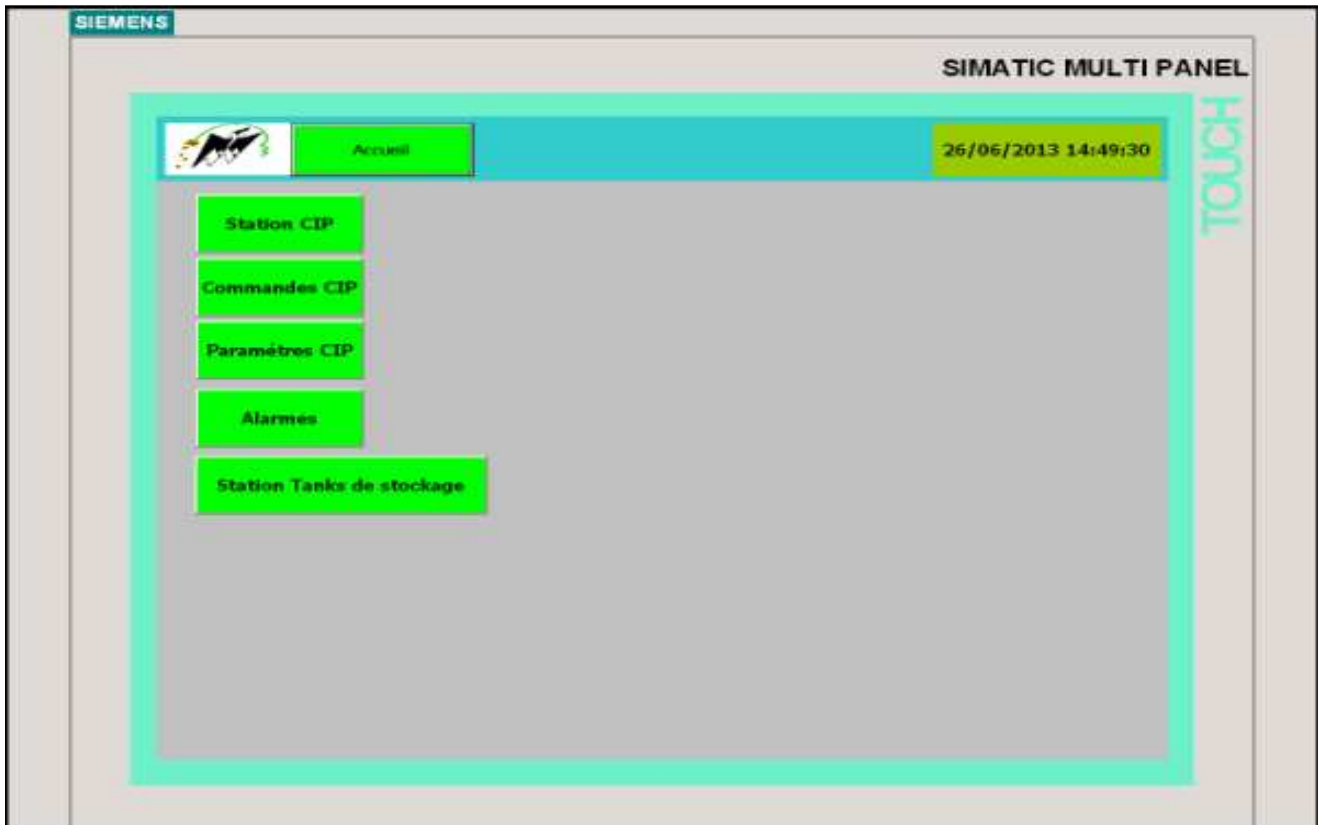 SIEMENS
SIMATIC MULTI PANEL
TOUCH
Accueil
26/06/2013 14:49:30
Station CIP
Commandes CIP
Paramétres CIP
Alarmes
Station Tanks de stockage